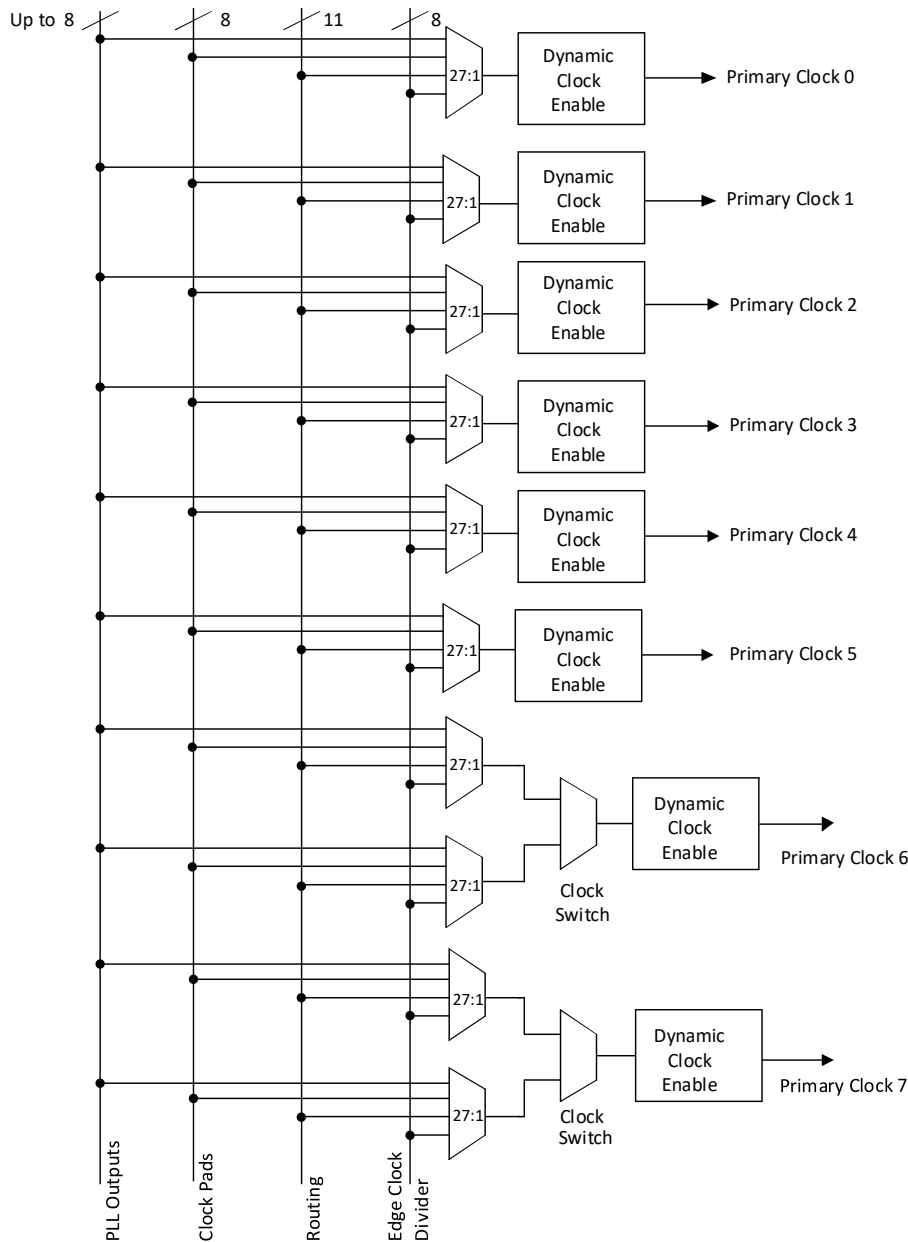 Up to 8
8
11
8
27:1
Dynamic
Clock
Enable
Primary Clock 0
27:1
Dynamic
Clock
Enable
Primary Clock 1
27:1
Dynamic
Clock
Enable
Primary Clock 2
27:1
Dynamic
Clock
Enable
Primary Clock 3
27:1
Dynamic
Clock
Enable
Primary Clock 4
27:1
Dynamic
Clock
Enable
Primary Clock 5
27:1
27:1
Clock
Switch
Dynamic
Clock
Enable
Primary Clock 6
27:1
27:1
Clock
Switch
Dynamic
Clock
Enable
Primary Clock 7
PLL Outputs
Clock Pads
Routing
Edge Clock
Divider